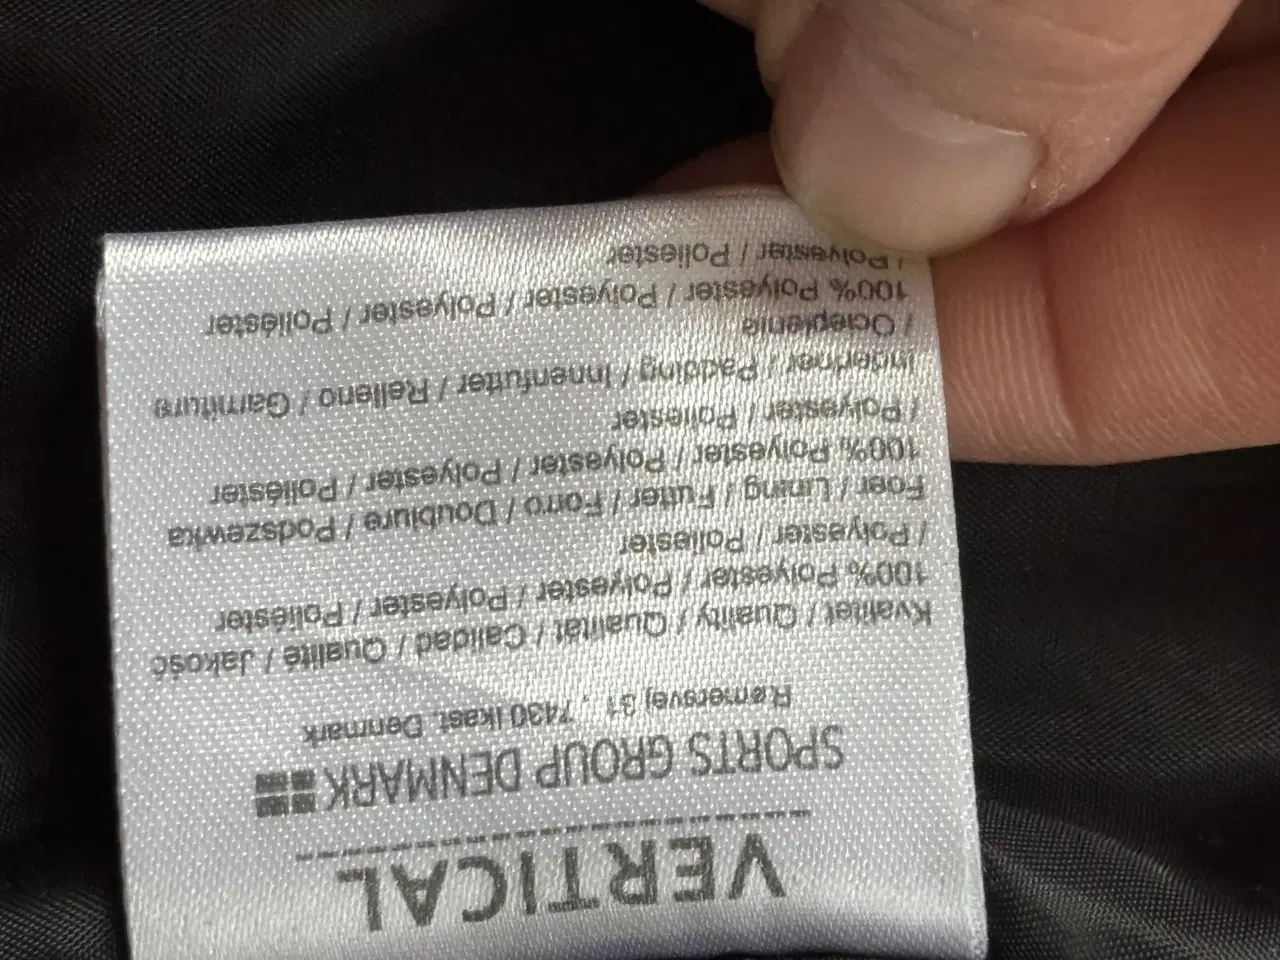 VERTICAL
SPORTS GROUP DENMARK
Rømersvej 31, 7430 Ikast, Denmark
Kvalitet / Quality / Qualität / Calidad / Qualité / Jakość
100% Polyester / Polyester / Polyester / Poliéster
/ Polyester / Poliester
Foer / Lining / Futter / Forro / Doublure / Podszewka
100% Polyester / Polyester / Polyester / Poliéster
/ Polyester / Poliester
Inderfoer / Padding / Innenfutter / Relleno / Garniture
/ Ocieplenie
100% Polyester / Polyester / Polyester / Poliéster
/ Polyester / Poliester